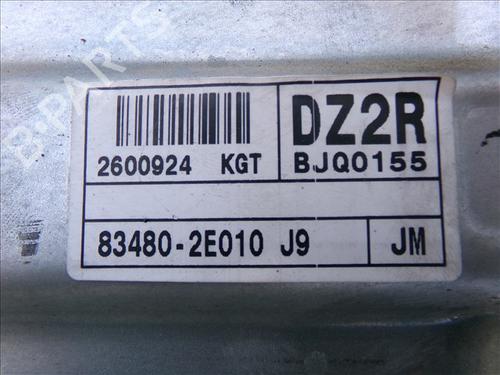 B-PARTS
DZ2R
2600924 KGT BJQ0155
83480-2E010 J9 JM